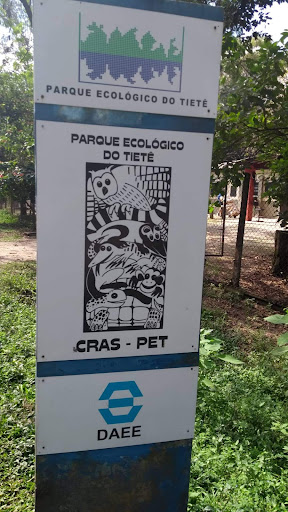 PARQUE ECOLÓGICO DO TIETÊ
PARQUE ECOLÓGICO
DO TIETÊ
CRAS - PET
DAEE